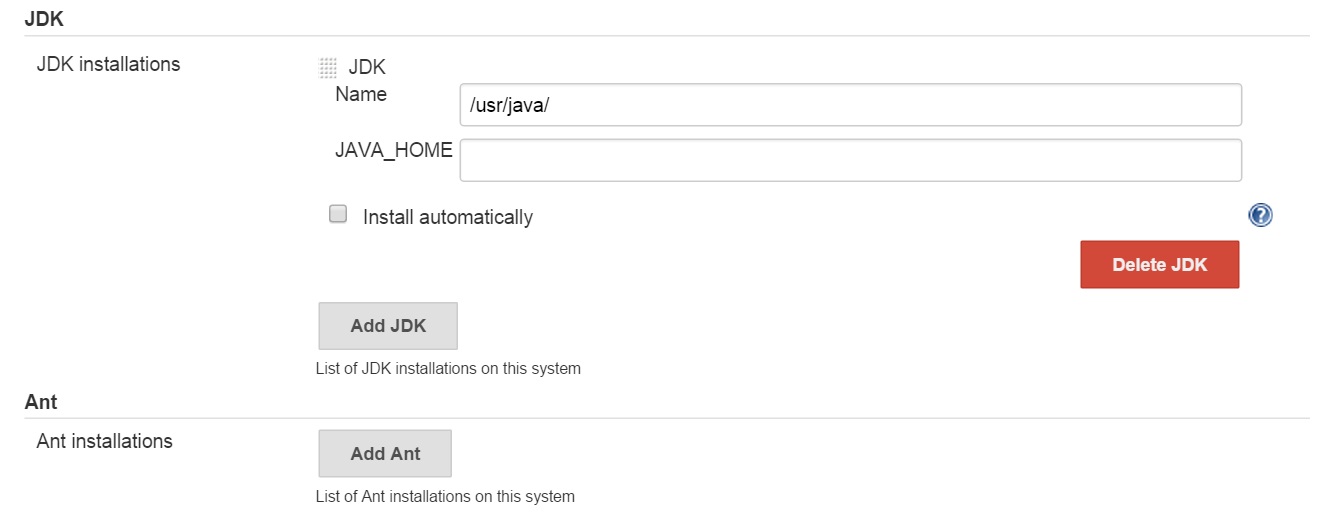 JDK
JDK installations
JDK
Name
/usr/java/
JAVA_HOME
Install automatically
?
Delete JDK
Add JDK
List of JDK installations on this system
Ant
Ant installations
Add Ant
List of Ant installations on this system